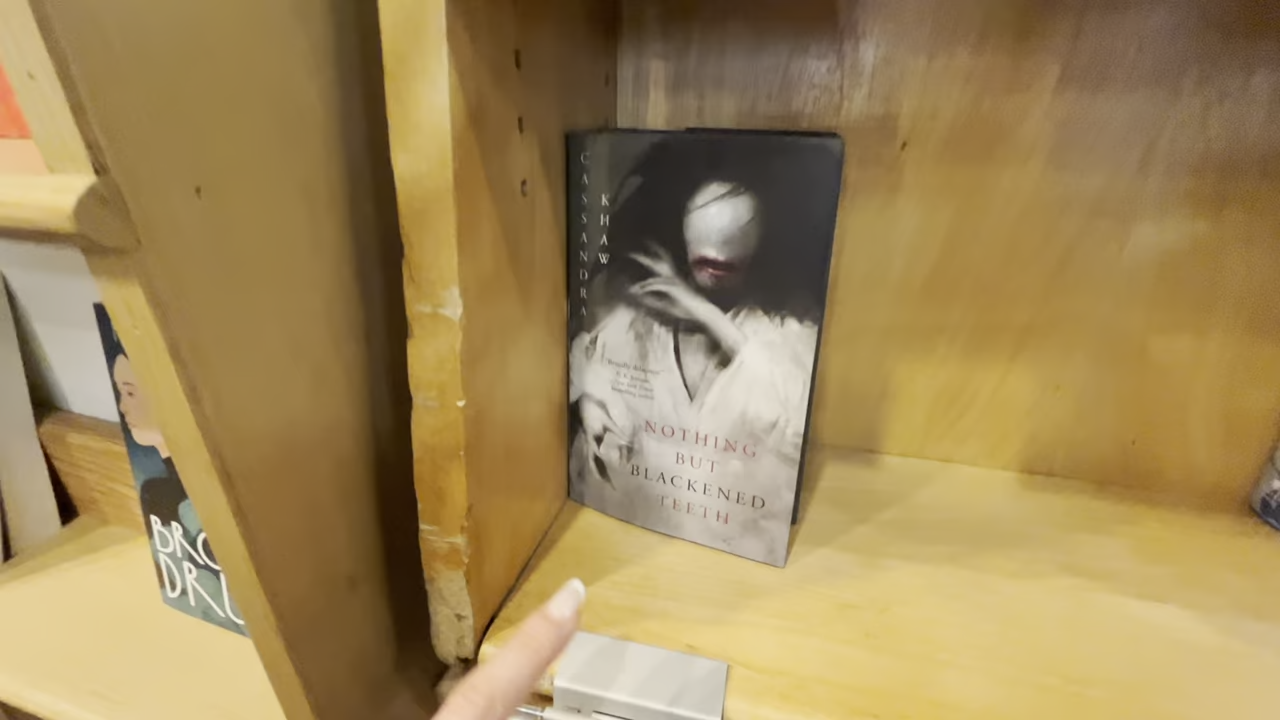 CASSANDRA
KHAW
NOTHING
BUT
BLACKENED
TEETH
BRO
DRU